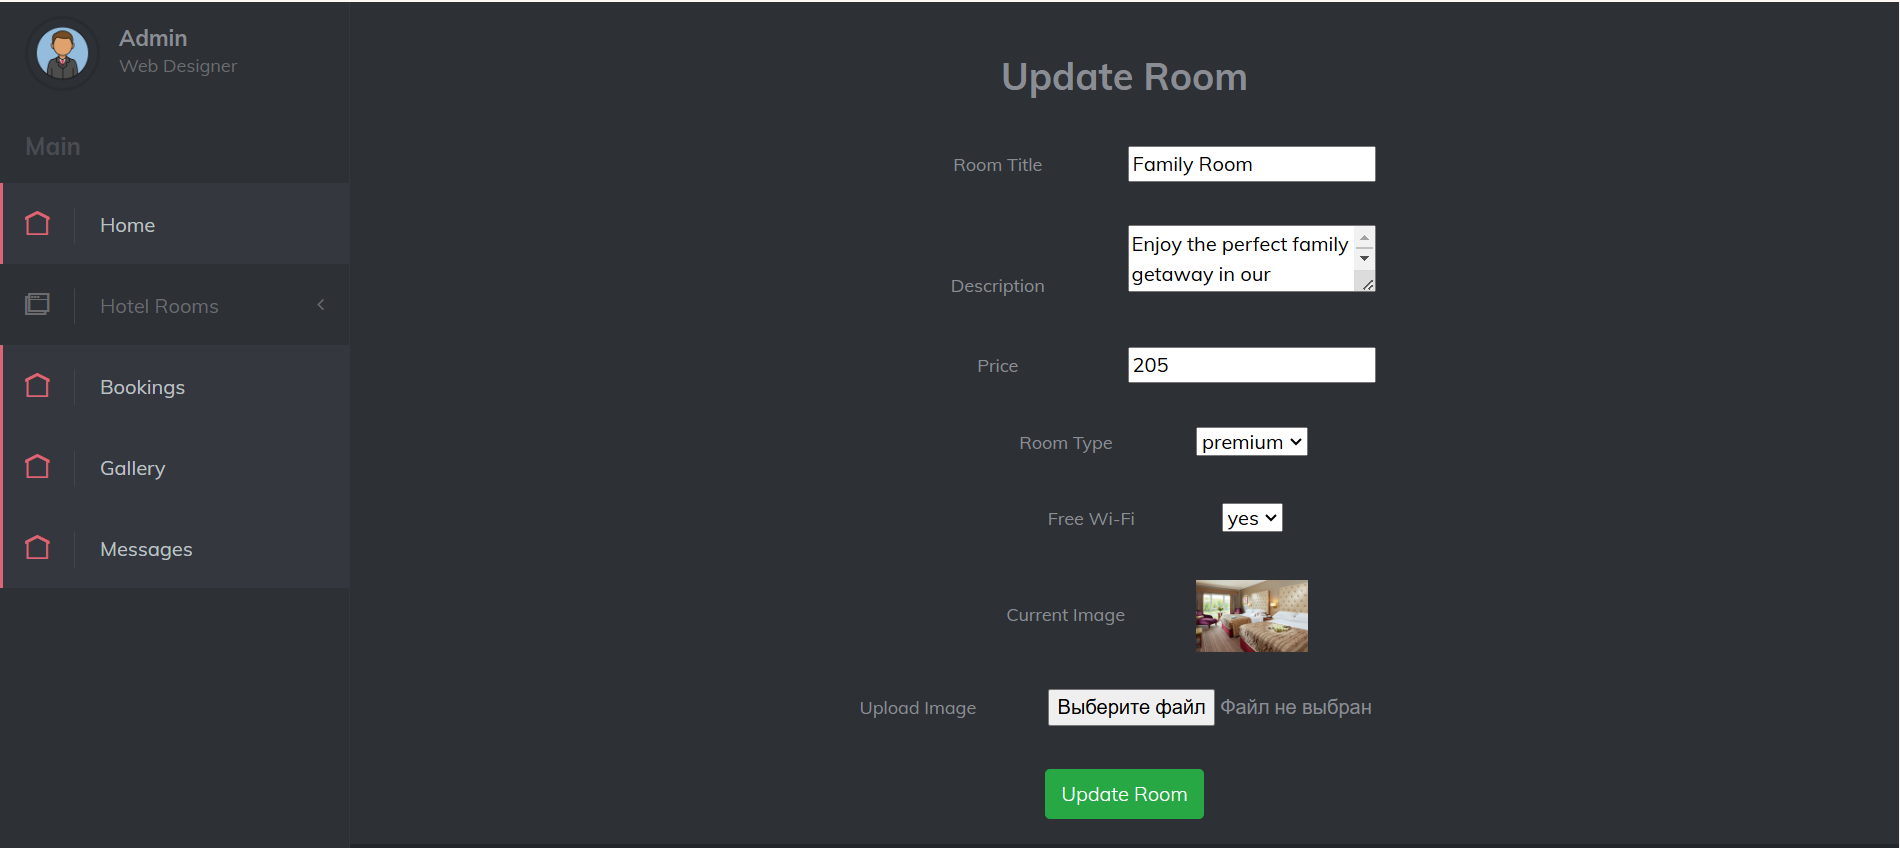 Admin
Web Designer
Main
Home
Hotel Rooms
Bookings
Gallery
Messages
Update Room
Room Title
Family Room
Description
Enjoy the perfect family
getaway in our
Price
205
Room Type
premium
Free Wi-Fi
yes
Current Image
Upload Image
Выберите файл Файл не выбран
Update Room